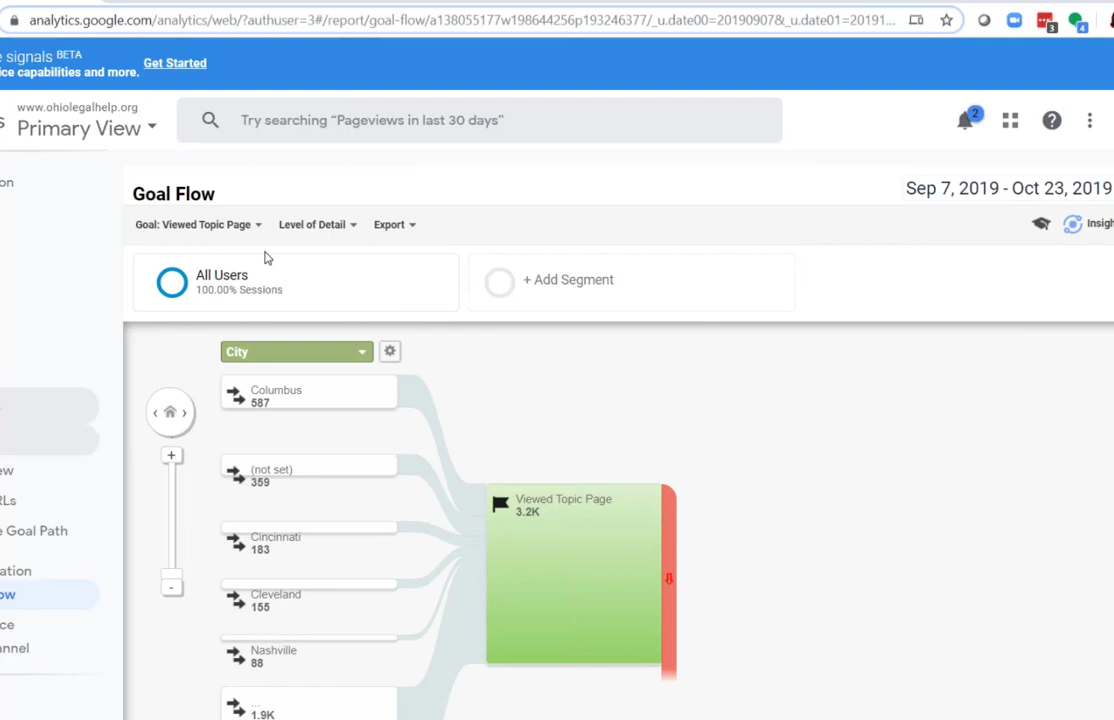 analytics.google.com/analytics/web/?authuser=3#/report/goal-flow/a138055177w198644256p193246377/_u.date00=20190907&_u.date01=20191...
3
4
e signals BETA
ice capabilities and more.
Get Started
www.ohiolegalhelp.org
s
Primary View
Try searching “Pageviews in last 30 days”
2
on
Goal Flow
Sep 7, 2019 - Oct 23, 2019
Goal: Viewed Topic Page
Level of Detail
Export
Insigh
All Users
100.00% Sessions
+ Add Segment
City
Columbus
587
(not set)
359
Cincinnati
183
Cleveland
155
Nashville
88
...
1.9K
Viewed Topic Page
3.2K
+
-
ew
RLs
e Goal Path
ation
ow
ce
nnel